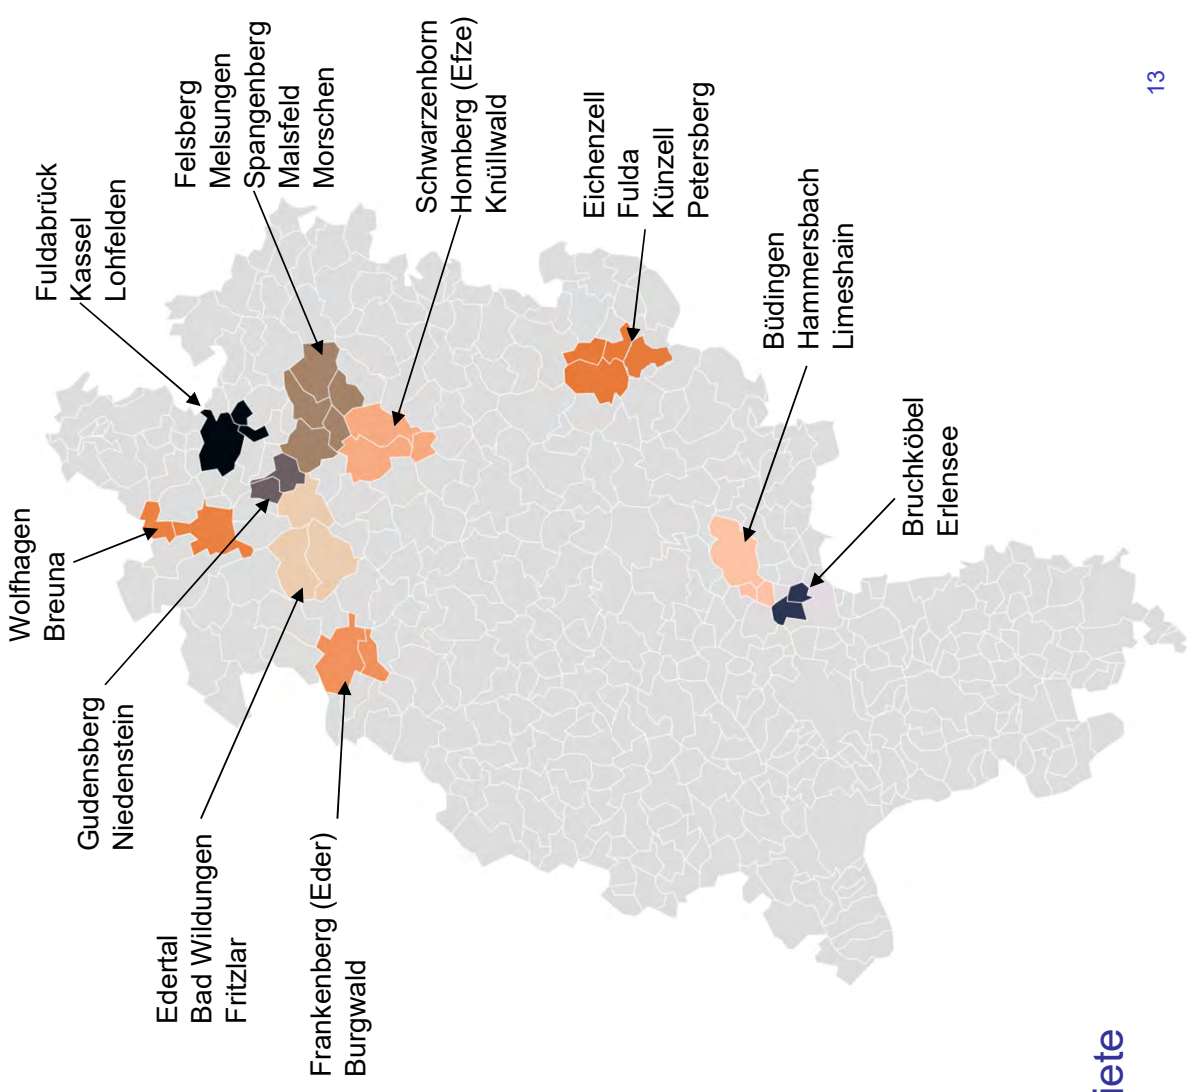 Wolfhagen
Breuna
Fuldabrück
Kassel
Lohfelden
Felsberg
Melsungen
Spangenberg
Malsfeld
Morschen
Schwarzenborn
Homberg (Efze)
Knüllwald
Gudensberg
Niedenstein
Edertal
Bad Wildungen
Fritzlar
Frankenberg (Eder)
Burgwald
Eichenzell
Fulda
Künzell
Petersberg
Büdingen
Hammersbach
Limeshain
Bruchköbel
Erlensee
iete
13